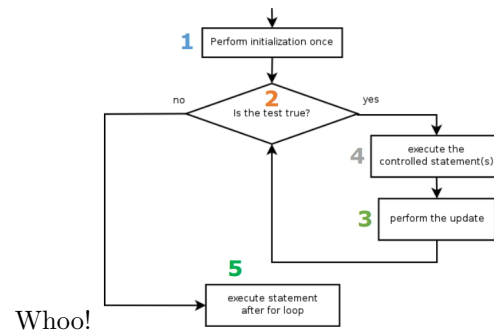 1
Perform initialization once
2
no
yes
Is the test true?
4
execute the
controlled statement(s)
3
perform the update
5
execute statement
after for loop
Whoo!